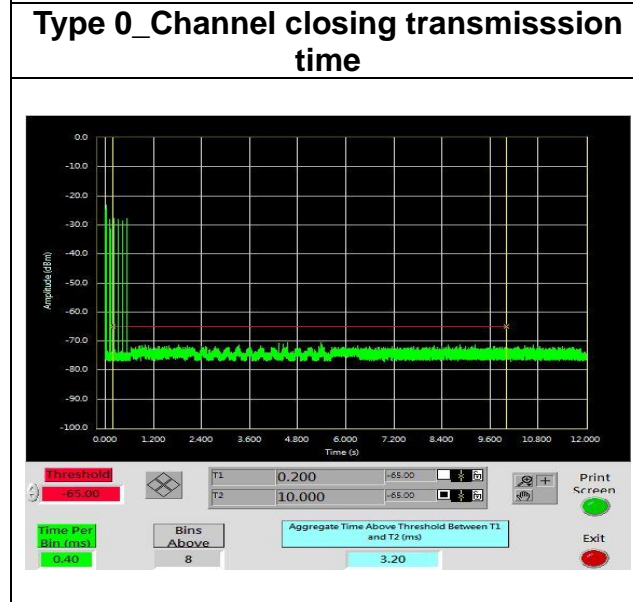 Type 0_Channel closing transmisssion
time
0.0
-10.0
-20.0
-30.0
-40.0
-50.0
-60.0
-70.0
-80.0
-90.0
-100.0
Amplitude (dBm)
0.000 1.200 2.400 3.600 4.800 6.000 7.200 8.400 9.600 10.800 12.000
Time (s)
Threshold
-65.00
T1 0.200 -65.00
T2 10.000 -65.00
Print
Screen
Time Per
Bin (ms)
0.40
Bins
Above
8
Aggregate Time Above Threshold Between T1
and T2 (ms)
3.20
Exit